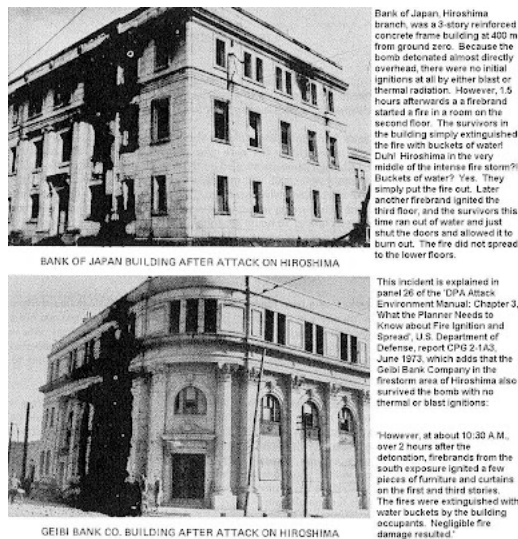 Bank of Japan, Hiroshima
branch, was a 3-story reinforced
concrete frame building at 400 m
from ground zero. Because the
bomb detonated almost directly
overhead, there were no initial
ignitions at all by either blast or
thermal radiation. However, 1.5
hours afterwards a a firebrand
started a fire in a room on the
second floor. The survivors in
the building simply extinguished
the fire with buckets of water!
Duh! Hiroshima in the very
middle of the intense fire storm?!
Buckets of water? Yes. They
simply put the fire out. Later
another firebrand ignited the
third floor, and the survivors this
time ran out of water and just
shut the doors and allowed it to
burn out. The fire did not spread
to the lower floors.
BANK OF JAPAN BUILDING AFTER ATTACK ON HIROSHIMA
This incident is explained in
panel 26 of the 'DPA Attack
Environment Manual: Chapter 3,
What the Planner Needs to
Know about Fire Ignition and
Spread', U.S. Department of
Defense, report CPG 2-1A3,
June 1973, which adds that the
Geibi Bank Company in the
firestorm area of Hiroshima also
survived the bomb with no
thermal or blast ignitions:
'However, at about 10:30 A.M.,
over 2 hours after the
detonation, firebrands from the
south exposure ignited a few
pieces of furniture and curtains
on the first and third stories.
The fires were extinguished with
water buckets by the building
occupants. Negligible fire
damage resulted.'
GEIBI BANK CO. BUILDING AFTER ATTACK ON HIROSHIMA